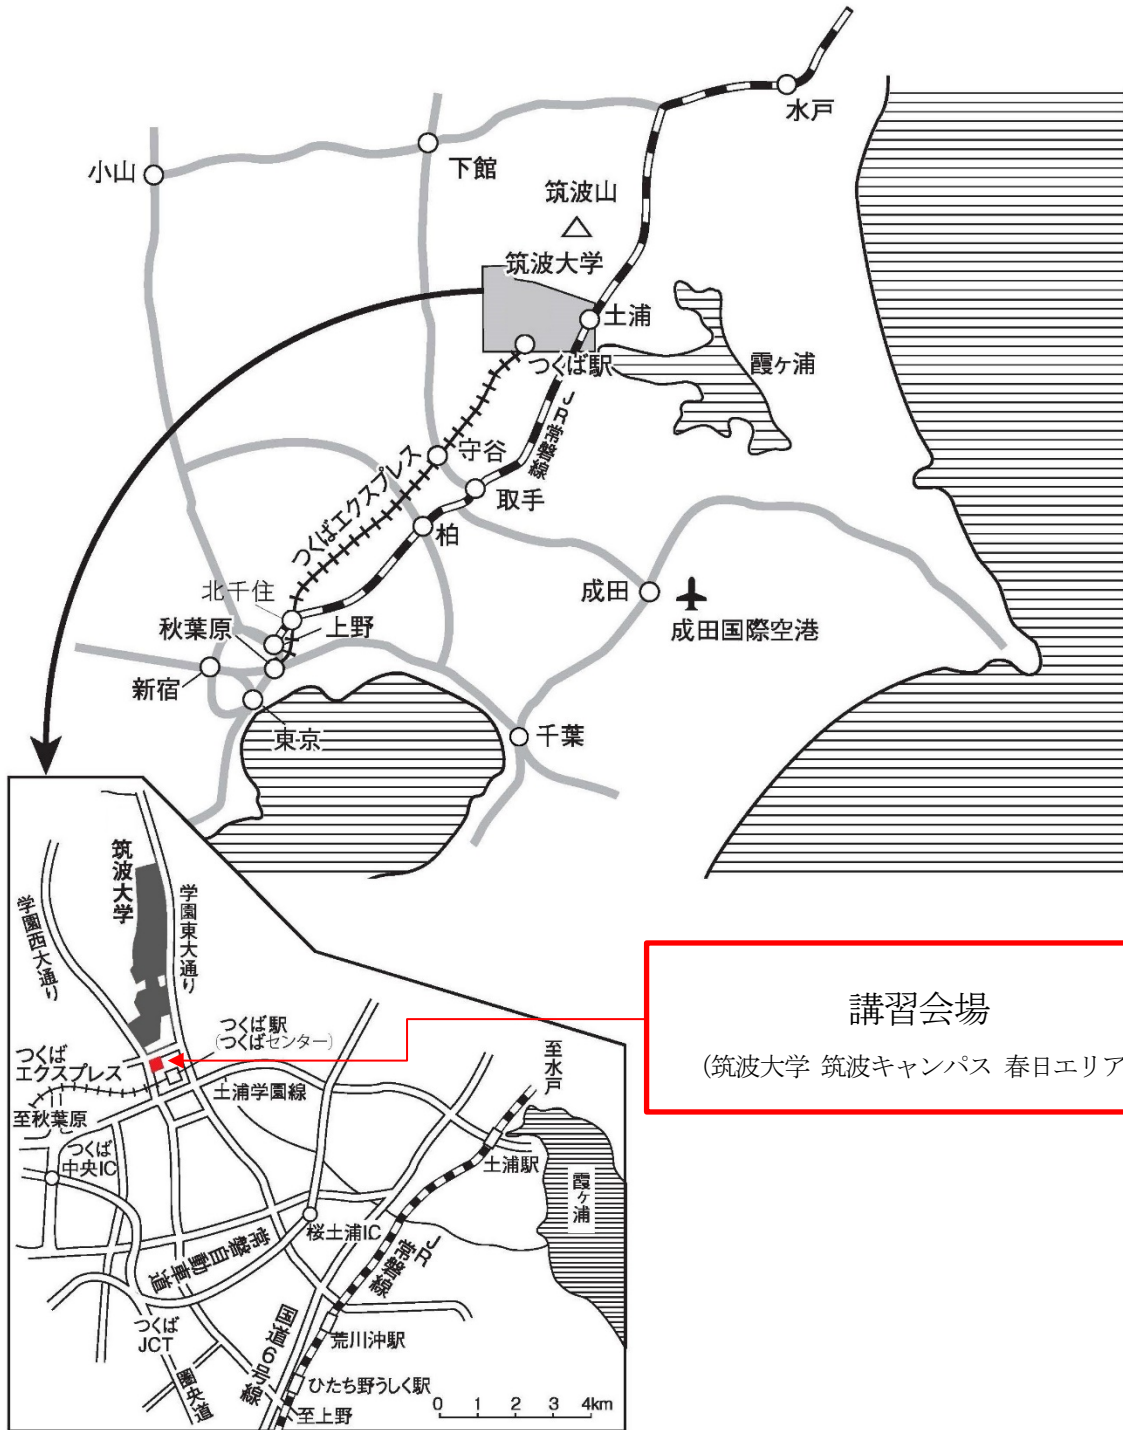 水戸
小山
下館
筑波山
筑波大学
土浦
つくば駅
霞ヶ浦
JR常磐線
守谷
つくばエクスプレス
取手
柏
北千住
成田
成田国際空港
秋葉原
上野
新宿
東京
千葉
筑波大学
学園東大通り
学園西大通り
つくば駅
(つくばセンター)
つくば
エクスプレス
至秋葉原
土浦学園線
至水戸
土浦駅
霞ヶ浦
つくば
中央IC
桜土浦IC
常磐自動車道
JR
常磐線
つくば
JCT
国道6号線
荒川沖駅
圏央道
ひたち野うしく駅
至上野
0 1 2 3 4km
講習会場
(筑波大学 筑波キャンパス 春日エリア